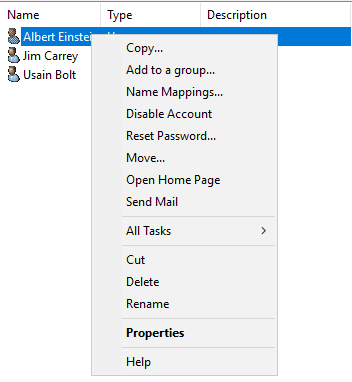 Name Type Description
Albert Einstein
Jim Carrey
Usain Bolt
Copy...
Add to a group...
Name Mappings...
Disable Account
Reset Password...
Move...
Open Home Page
Send Mail
All Tasks
Cut
Delete
Rename
Properties
Help